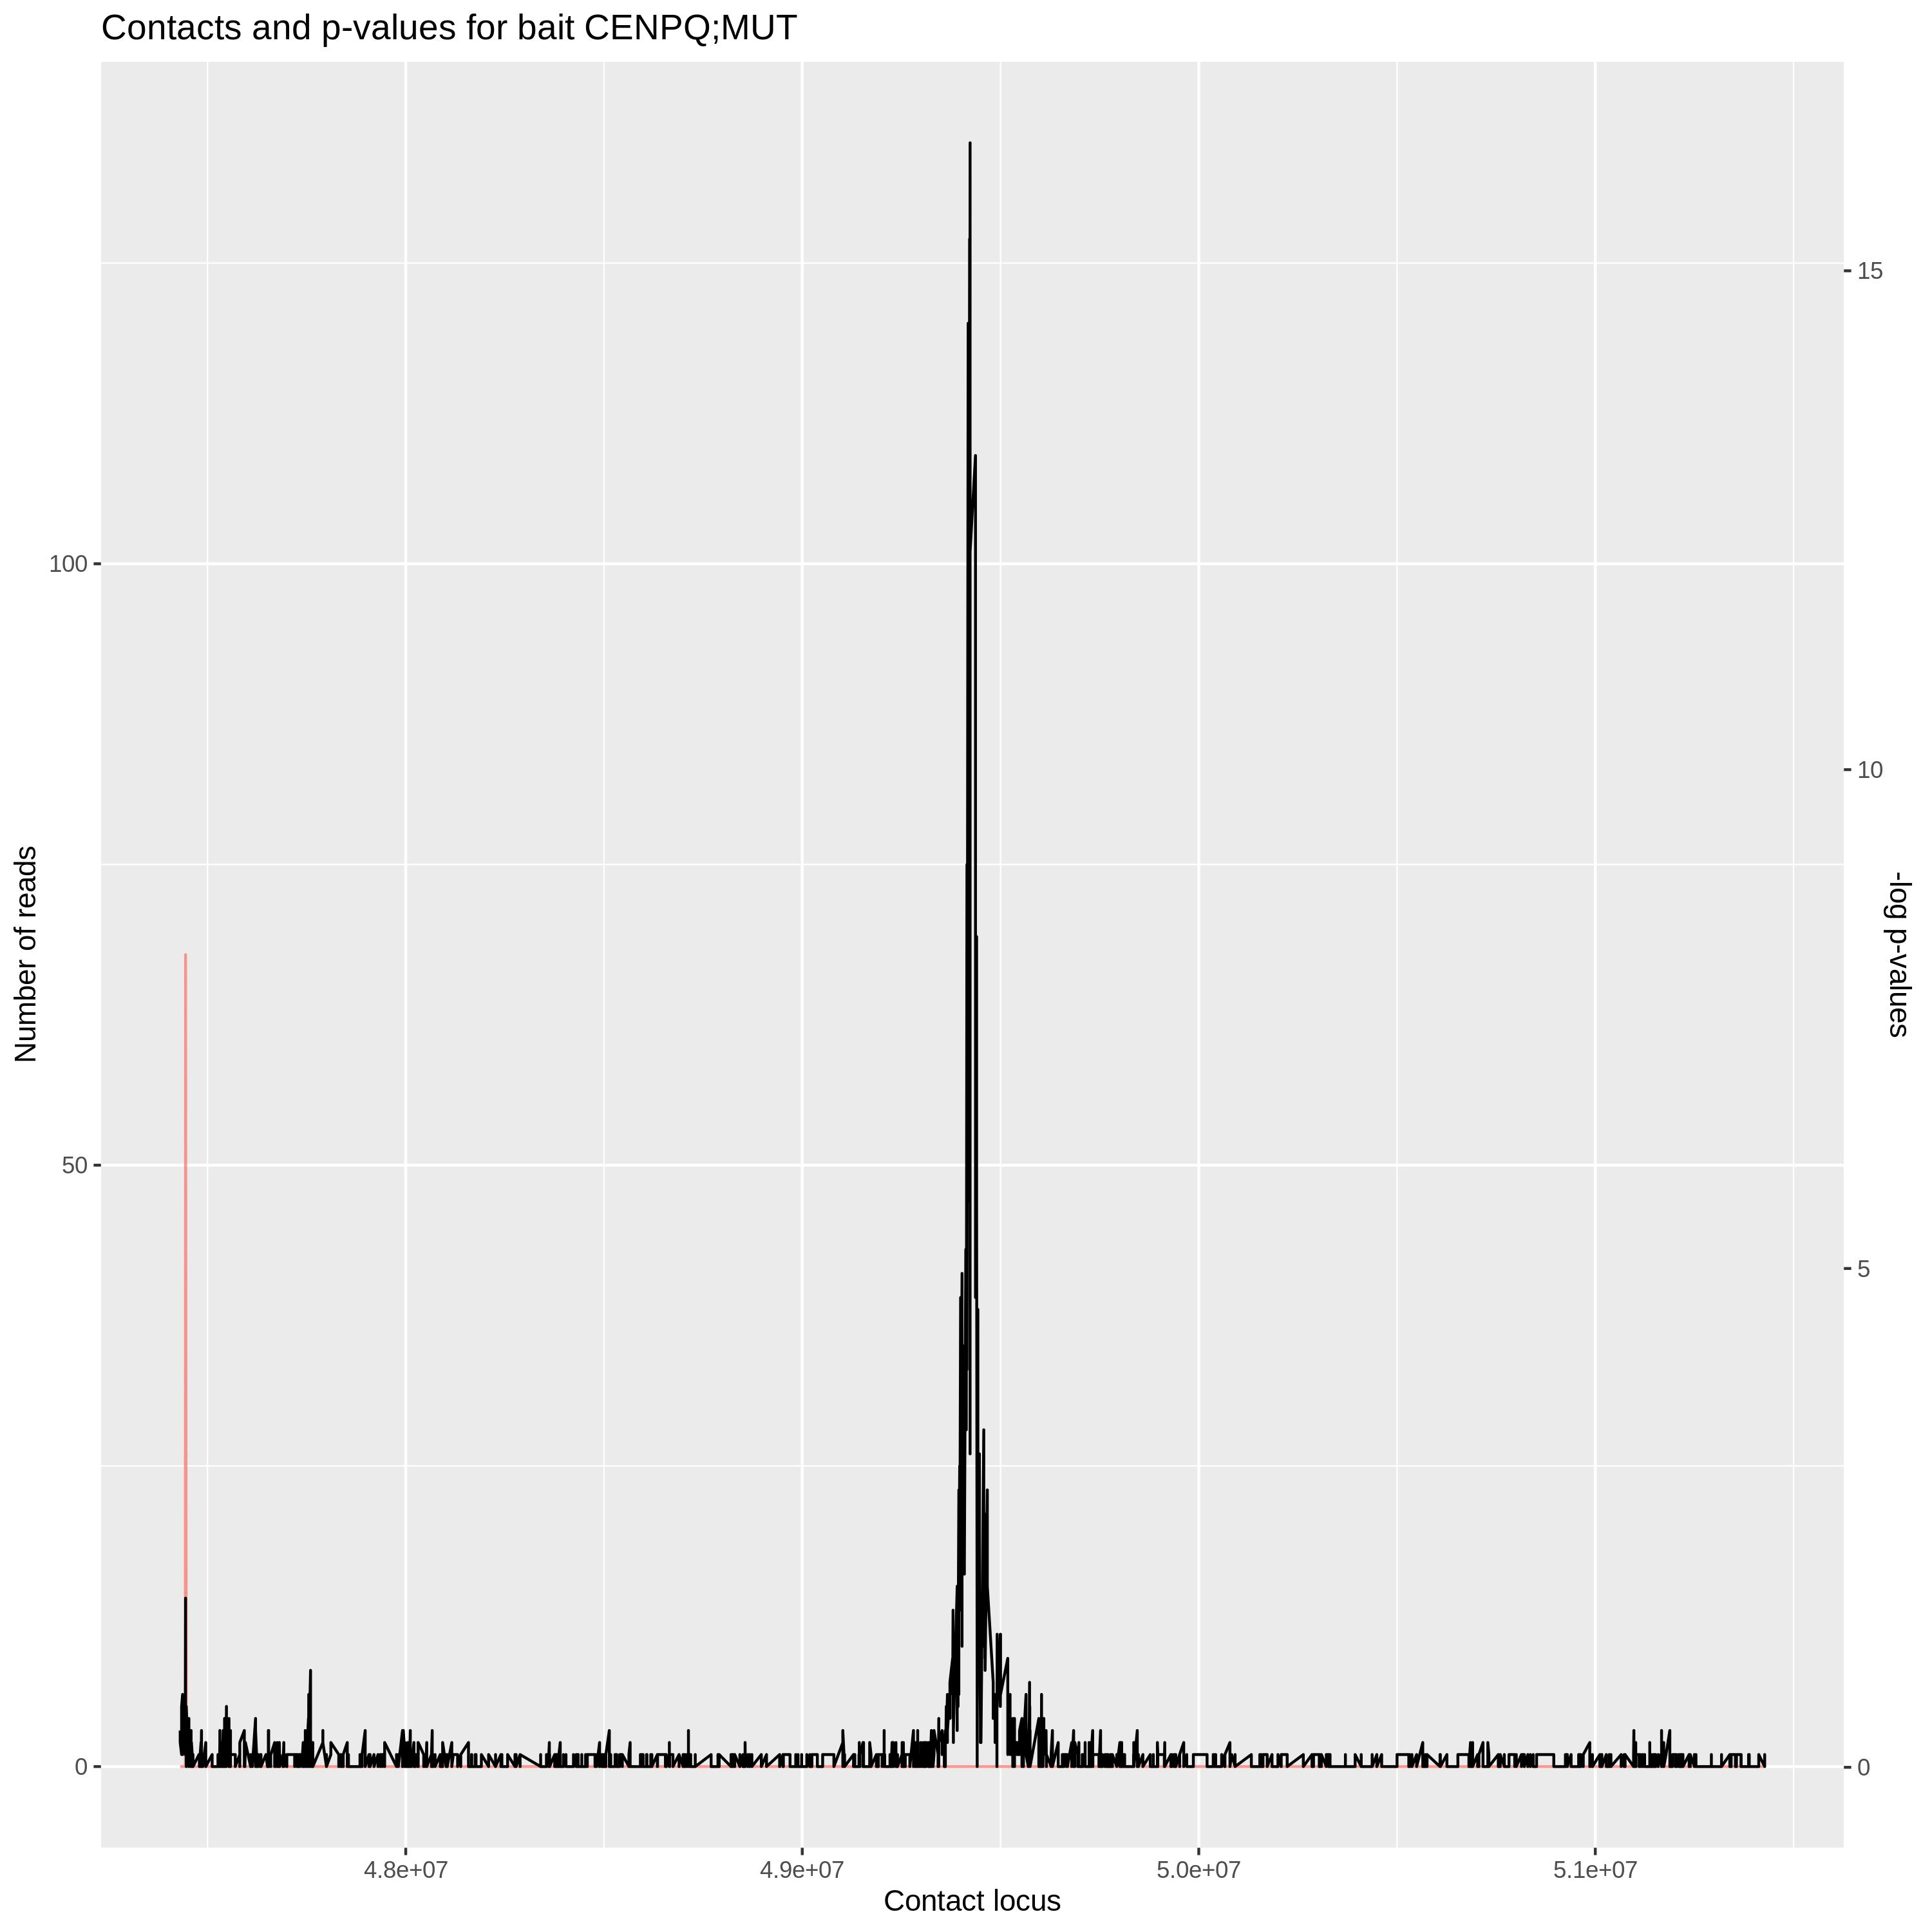 Contacts and p-values for bait CENPQ;MUT
Number of reads
100
50
0
15
10
5
0
-log p-values
4.8e+07
4.9e+07
5.0e+07
5.1e+07
Contact locus